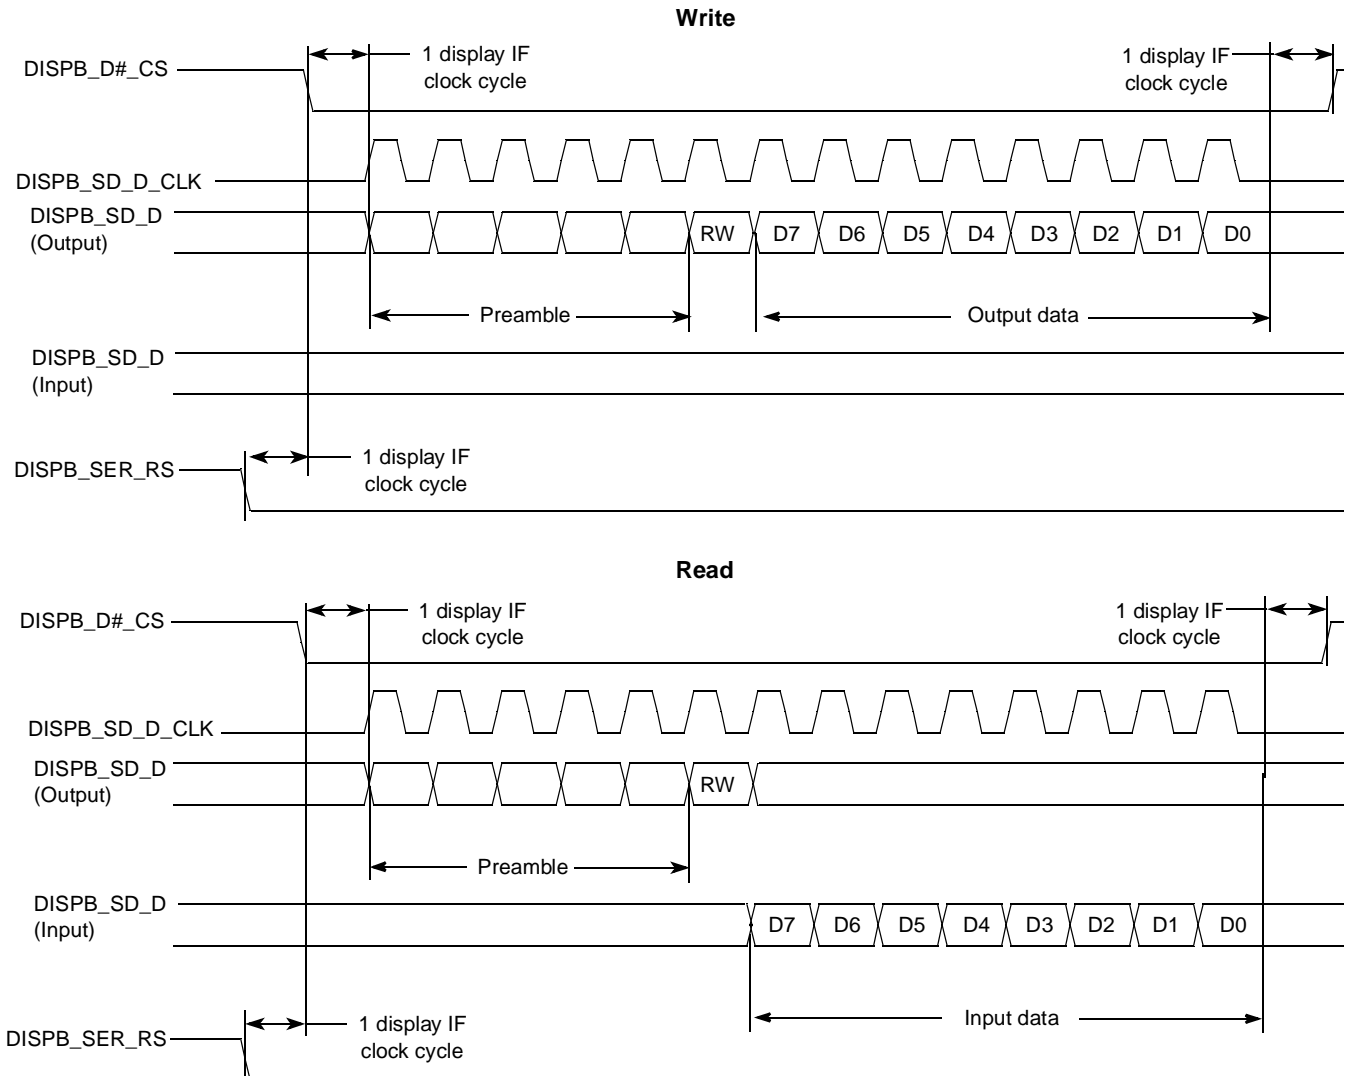 Write
1 display IF
clock cycle
1 display IF
clock cycle
DISPB_D#_CS
DISPB_SD_D_CLK
DISPB_SD_D
(Output)
RW D7 D6 D5 D4 D3 D2 D1 D0
Preamble
Output data
DISPB_SD_D
(Input)
DISPB_SER_RS
1 display IF
clock cycle
Read
1 display IF
clock cycle
1 display IF
clock cycle
DISPB_D#_CS
DISPB_SD_D_CLK
DISPB_SD_D
(Output)
RW
Preamble
DISPB_SD_D
(Input)
D7 D6 D5 D4 D3 D2 D1 D0
Input data
DISPB_SER_RS
1 display IF
clock cycle